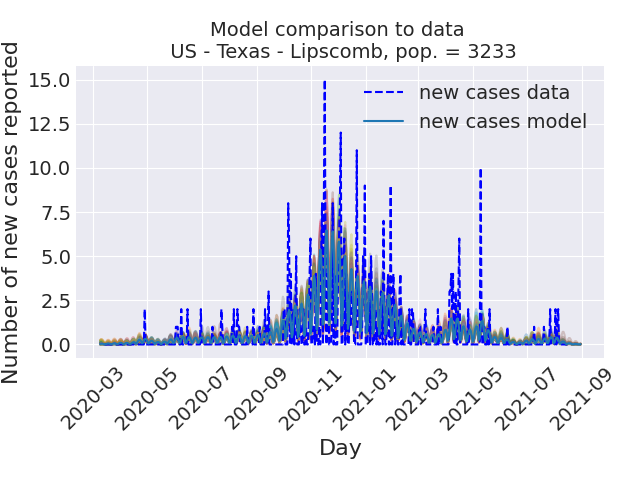 Model comparison to data
US - Texas - Lipscomb, pop. = 3233
Number of new cases reported
15.0
12.5
10.0
7.5
5.0
2.5
0.0
new cases data
new cases model
2020-03
2020-05
2020-07
2020-09
2020-11
2021-01
2021-03
2021-05
2021-07
2021-09
Day